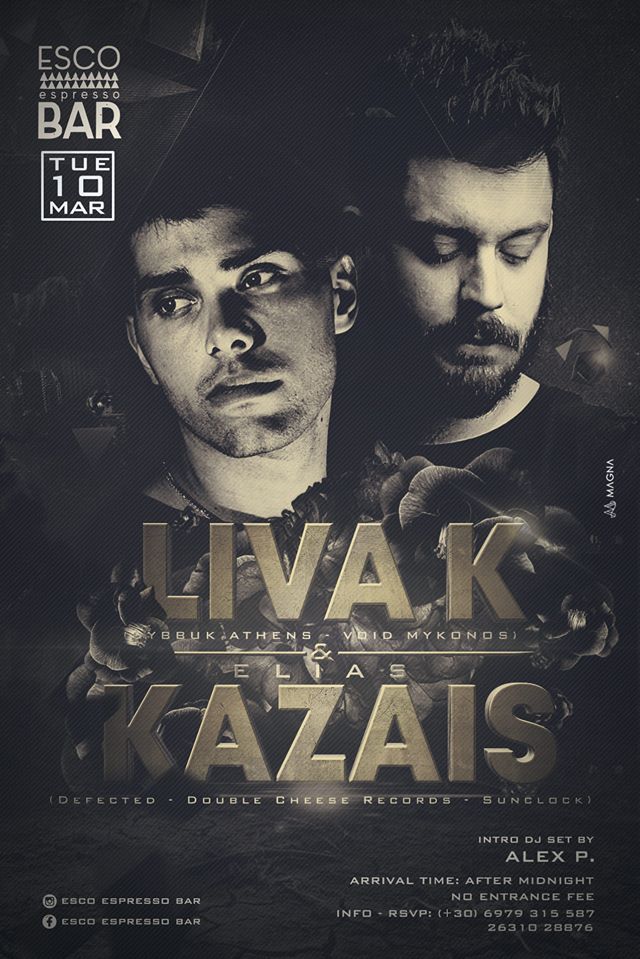 ESCO
espresso
BAR
TUE
10
MAR
MAGNA
LIVA K
YBBUK ATHENS - VOID MYKONOS)
&
ELIAS
KAZAIS
(DEFECTED - DOUBLE CHEESE RECORDS - SUNCLOCK)
INTRO DJ SET BY
ALEX P.
ARRIVAL TIME: AFTER MIDNIGHT
NO ENTRANCE FEE
INFO - RSVP: (+30) 6979 315 587
26310 28876
ESCO ESPRESSO BAR
ESCO ESPRESSO BAR